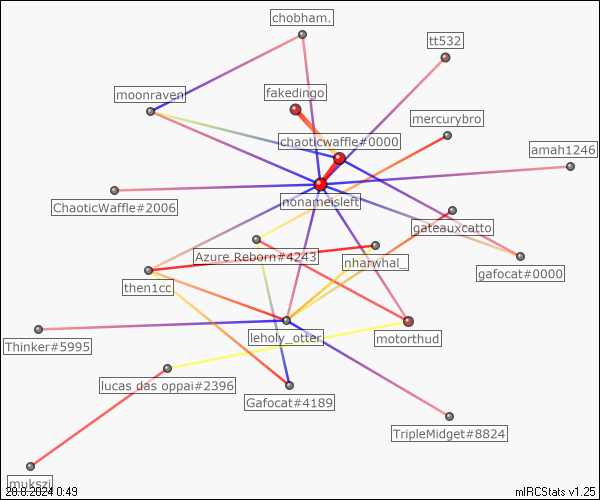 chobham.
tt532
fakedingo
moonraven
mercurybro
chaoticwaffle#0000
amah1246
nonameisleft
ChaoticWaffle#2006
gateauxcatto
Azure Reborn#4243
nharwhal_
gafocat#0000
then1cc
leholy_otter
motorthud
Thinker#5995
lucas das oppai#2396
Gafocat#4189
TripleMidget#8824
mukszi
20.8.2024 0:49
mIRCStats v1.25